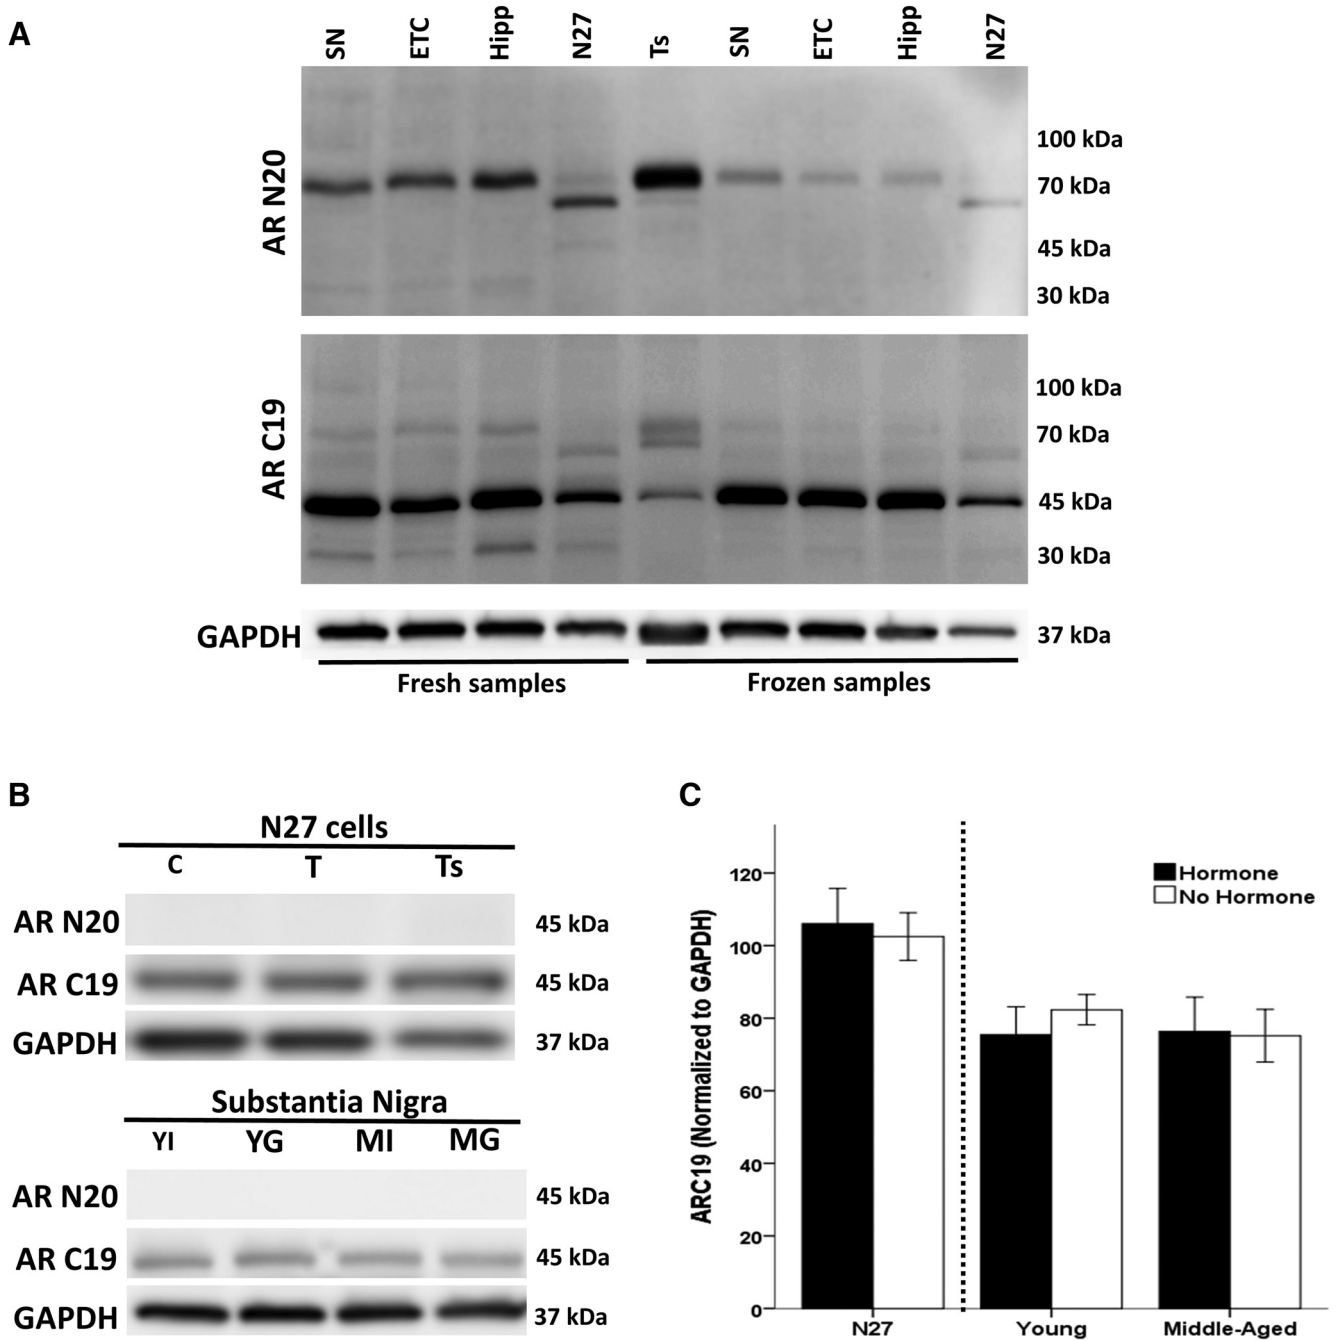 A
SN ETC Hipp N27 Ts SN ETC Hipp N27
AR N20
100 kDa
70 kDa
45 kDa
30 kDa
AR C19
100 kDa
70 kDa
45 kDa
30 kDa
GAPDH 37 kDa
Fresh samples Frozen samples
B
N27 cells
C T Ts
AR N20 45 kDa
AR C19 45 kDa
GAPDH 37 kDa
Substantia Nigra
YI YG MI MG
AR N20 45 kDa
AR C19 45 kDa
GAPDH 37 kDa
C
Hormone
No Hormone
ARC19 (Normalized to GAPDH)
120
100
80
60
40
20
0
N27 Young Middle-Aged